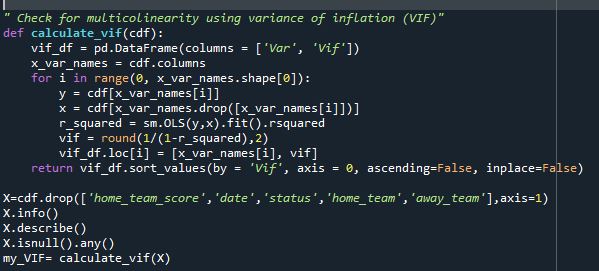 " Check for multicolinearity using variance of inflation (VIF)"
def calculate_vif(cdf):
    vif_df = pd.DataFrame(columns = ['Var', 'Vif'])
    x_var_names = cdf.columns
    for i in range(0, x_var_names.shape[0]):
        y = cdf[x_var_names[i]]
        x = cdf[x_var_names.drop([x_var_names[i]])]
        r_squared = sm.OLS(y,x).fit().rsquared
        vif = round(1/(1-r_squared),2)
        vif_df.loc[i] = [x_var_names[i], vif]
    return vif_df.sort_values(by = 'Vif', axis = 0, ascending=False, inplace=False)
X=cdf.drop(['home_team_score','date','status','home_team','away_team'],axis=1)
X.info()
X.describe()
X.isnull().any()
my_VIF= calculate_vif(X)